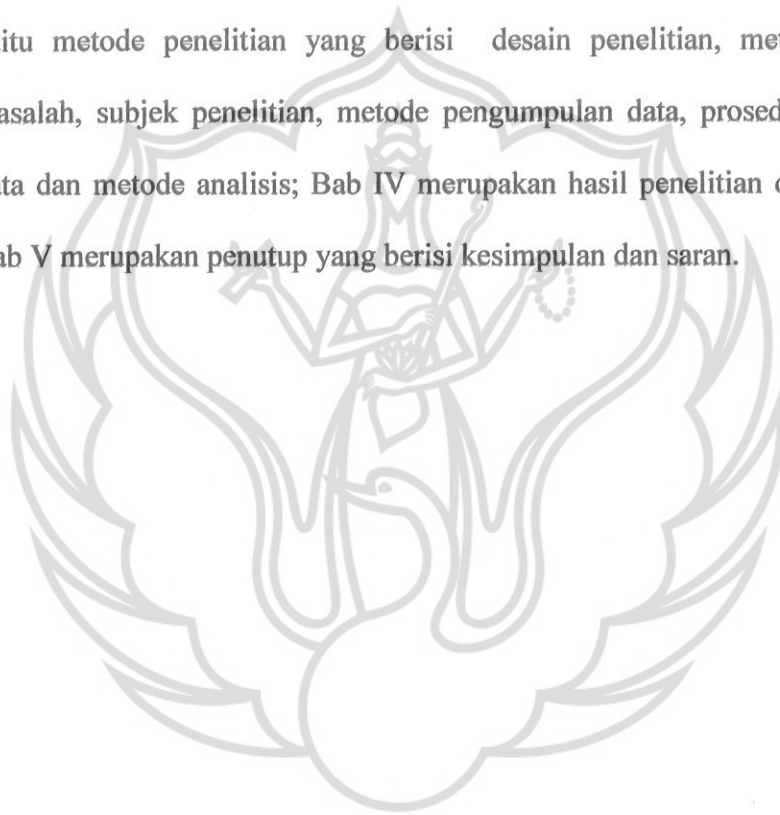 itu metode penelitian yang berisi desain penelitian, met
asalah, subjek penelitian, metode pengumpulan data, prosed
ta dan metode analisis; Bab IV merupakan hasil penelitian
ab V merupakan penutup yang berisi kesimpulan dan saran.